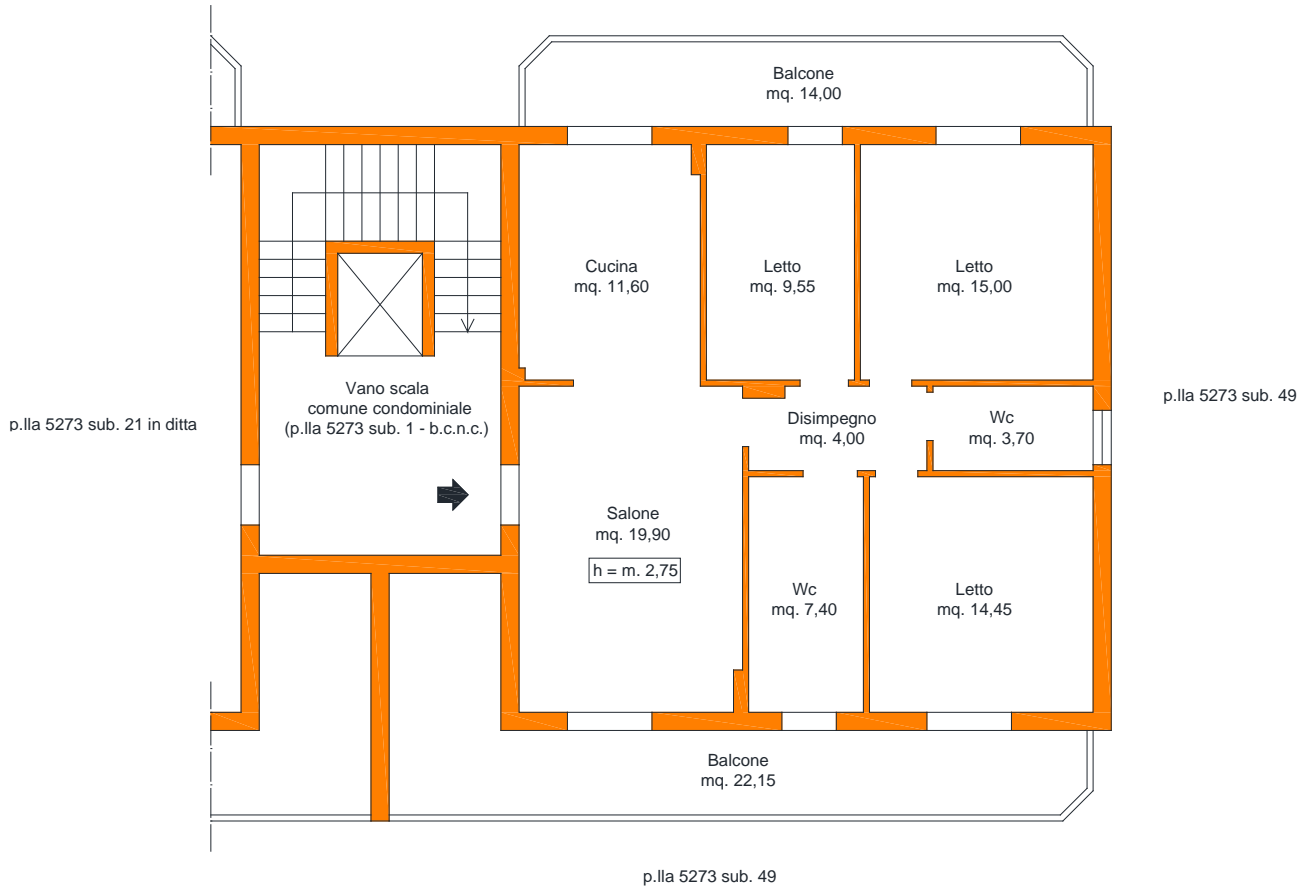 Balcone
mq. 14,00
Cucina
mq. 11,60
Letto
mq. 9,55
Letto
mq. 15,00
Vano scala
comune condominiale
(p.lla 5273 sub. 1 - b.c.n.c.)
p.lla 5273 sub. 21 in ditta
Disimpegno
mq. 4,00
Wc
mq. 3,70
p.lla 5273 sub. 49
Salone
mq. 19,90
h = m. 2,75
Wc
mq. 7,40
Letto
mq. 14,45
Balcone
mq. 22,15
p.lla 5273 sub. 49